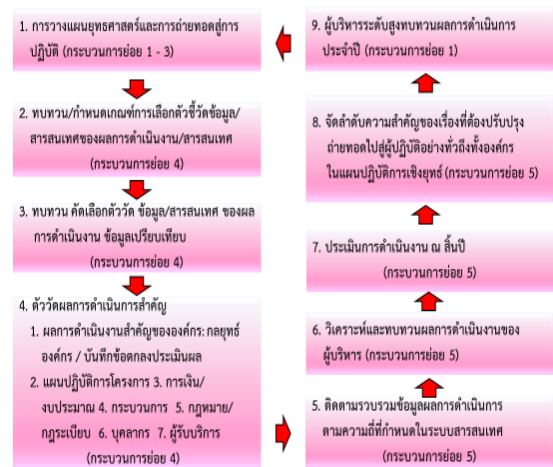 1. การวางแผนยุทธศาสตร์และการถ่ายทอดสู่การ
ปฏิบัติ (กระบวนการย่อย 1 - 3)
2. ทบทวน/กำหนดเกณฑ์การเลือกตัวชี้วัดข้อมูล/
สารสนเทศของผลการดำเนินงาน/สารสนเทศ
(กระบวนการย่อย 4)
3. ทบทวน คัดเลือกตัววัด ข้อมูล/สารสนเทศ ของผล
การดำเนินงาน ข้อมูลเปรียบเทียบ
(กระบวนการย่อย 4)
4. ตัววัดผลการดำเนินการสำคัญ
1. ผลการดำเนินงานสำคัญขององค์กร: กลยุทธ์
องค์กร / บันทึกข้อตกลงประเมินผล
2. แผนปฏิบัติการโครงการ 3. การเงิน/
งบประมาณ 4. กระบวนการ 5. กฎหมาย/
กฎระเบียบ 6. บุคลากร 7. ผู้รับบริการ
(กระบวนการย่อย 4)
5. ติดตามรวบรวมข้อมูลผลการดำเนินการ
ตามความถี่ที่กำหนดในระบบสารสนเทศ
(กระบวนการย่อย 5)
6. วิเคราะห์และทบทวนผลการดำเนินงานของ
ผู้บริหาร (กระบวนการย่อย 5)
7. ประเมินการดำเนินงาน ณ สิ้นปี
(กระบวนการย่อย 5)
8. จัดลำดับความสำคัญของเรื่องที่ต้องปรับปรุง
ถ่ายทอดไปสู่ผู้ปฏิบัติอย่างทั่วถึงทั้งองค์กร
ในแผนปฏิบัติการเชิงยุทธ์ (กระบวนการย่อย 5)
9. ผู้บริหารระดับสูงทบทวนผลการดำเนินการ
ประจำปี (กระบวนการย่อย 1)